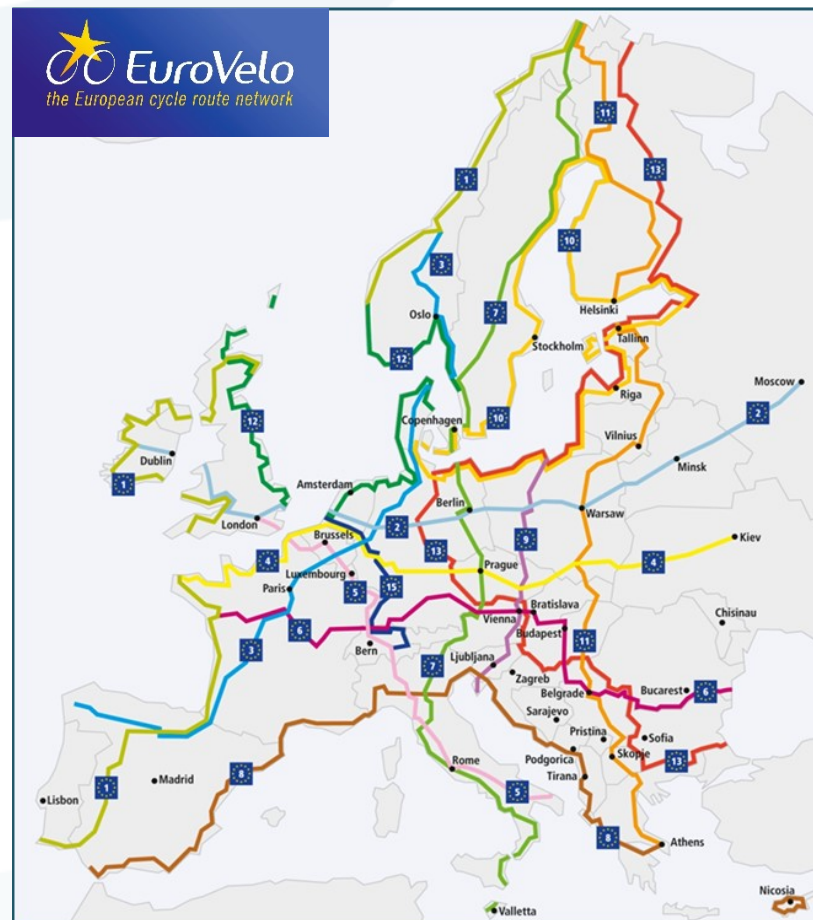 EuroVelo
the European cycle route network
11
13
1
3
10
7
Helsinki
Oslo
Tallinn
Stockholm
12
Moscow
Riga
10
2
12
Copenhagen
Vilnius
Dublin
Minsk
1
Amsterdam
Berlin
London
2
Warsaw
Brussels
9
Kiev
13
4
4
Luxembourg
Prague
5
15
Paris
Bratislava
Chisinau
Vienna
6
Budapest
11
3
Bern
7
Ljubljana
Zagreb
Belgrade
Bucarest
6
Sarajevo
Pristina
Sofia
8
Podgorica
Skopje
13
Rome
Tirana
Madrid
1
5
Lisbon
8
Athens
Nicosia
Valletta